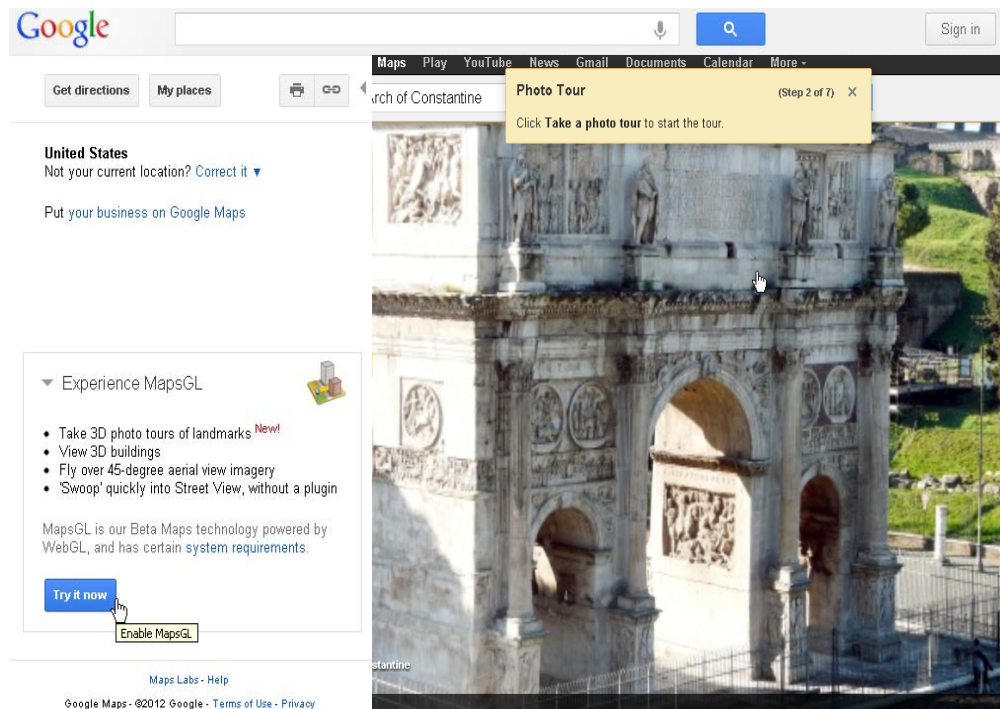 Google
Sign in
Get directions
My places
United States
Not your current location? Correct it ▼
Put your business on Google Maps
Experience MapsGL
• Take 3D photo tours of landmarks New!
• View 3D buildings
• Fly over 45-degree aerial view imagery
• 'Swoop' quickly into Street View, without a plugin
MapsGL is our Beta Maps technology powered by
WebGL, and has certain system requirements.
Try it now
Enable MapsGL
Maps Labs - Help
Google Maps - ©2012 Google - Terms of Use - Privacy
Maps Play YouTube News Gmail Documents Calendar More
rch of Constantine
Photo Tour
(Step 2 of 7)
Click Take a photo tour to start the tour.
stantine